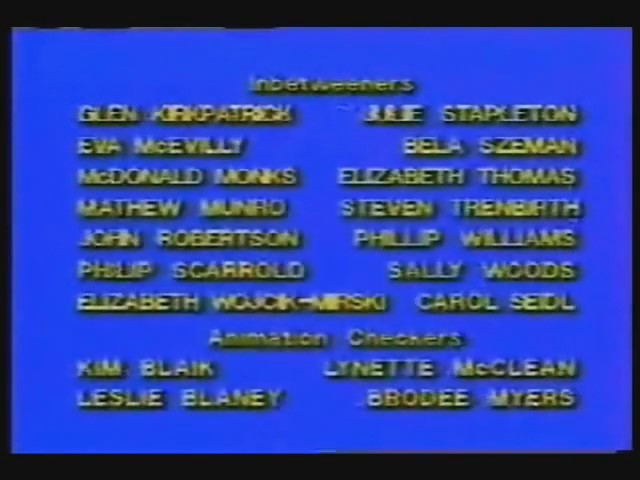 Inbetweeners
GLEN KIRKPATRICK JULIE STAPLETON
EVA McEVILLY BELA SZEMAN
McDONALD MONKS ELIZABETH THOMAS
MATHEW MUNRO STEVEN TRENBIRTH
JOHN ROBERTSON PHILLIP WILLIAMS
PHILIP SCARROLD SALLY WOODS
ELIZABETH WOJCIK-MIRSKI CAROL SEIDL
Animation Checkers
KIM BLAIK LYNETTE McCLEAN
LESLIE BLANEY BRODEE MYERS